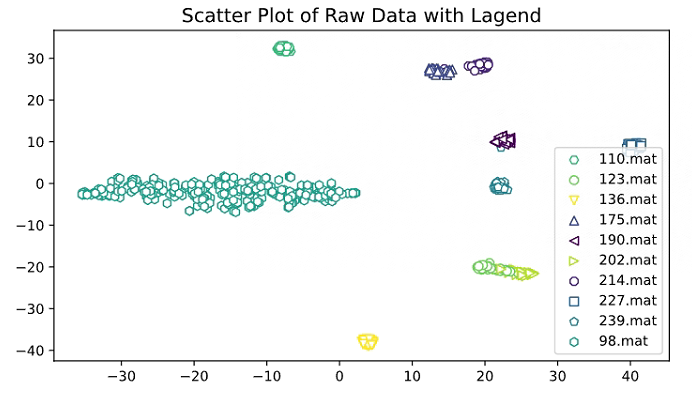 Scatter Plot of Raw Data with Lagend
30
20
10
0
−10
−20
−30
−40
−30
−20
−10
0
10
20
30
40
110.mat
123.mat
136.mat
175.mat
190.mat
202.mat
214.mat
227.mat
239.mat
98.mat